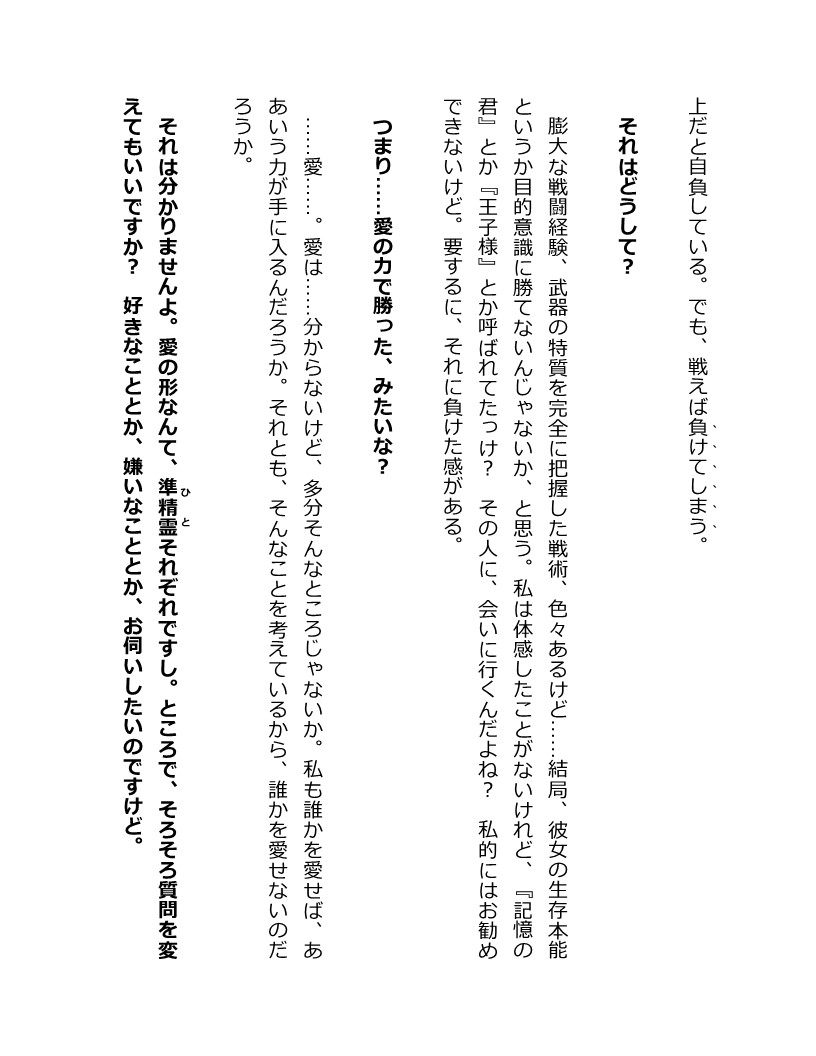 上だと自負している。でも、戦えば負けてしまう。
それはどうして？
膨大な戦闘経験、武器の特質を完全に把握した戦術、色々あるけど……結局、彼女の生存本能
というか目的意識に勝てないんじゃないか、と思う。私は体感したことがないけれど、『記憶の
君』とか『王子様』とか呼ばれてたっけ？　その人に、会いに行くんだよね？　私的にはお勧め
できないけど。要するに、それに負けた感がある。
つまり……愛の力で勝った、みたいな？
……愛……。愛は……分からないけど、多分そんなところじゃないか。私も誰かを愛せば、あ
あいう力が手に入るんだろうか。それとも、そんなことを考えているから、誰かを愛せないのだ
ろうか。
それは分かりませんよ。愛の形なんて、準精霊それぞれですし。ところで、そろそろ質問を変
ひと
えてもいいですか？　好きなこととか、嫌いなこととか、お伺いしたいのですけど。